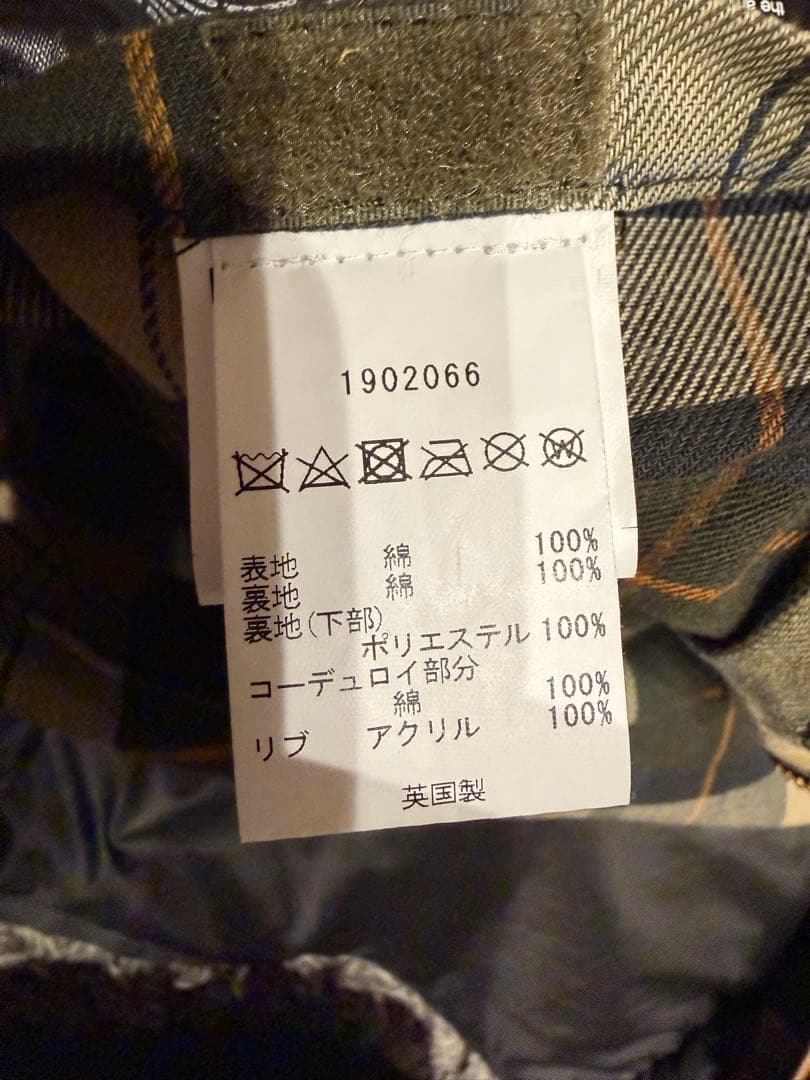 the a
1902066
表地 綿 100%
裏地 綿 100%
裏地(下部)
ポリエステル 100%
コーデュロイ部分
綿 100%
リブ アクリル 100%
英国製